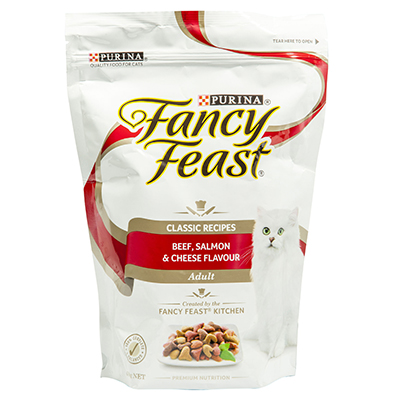 TEAR HERE TO OPEN
PURINA®
QUALITY FOOD FOR CATS
PURINA®
Fancy
Feast®
CLASSIC RECIPES
BEEF, SALMON
& CHEESE FLAVOUR
Adult
Created by the
FANCY FEAST® KITCHEN
NET
PREMIUM NUTRITION